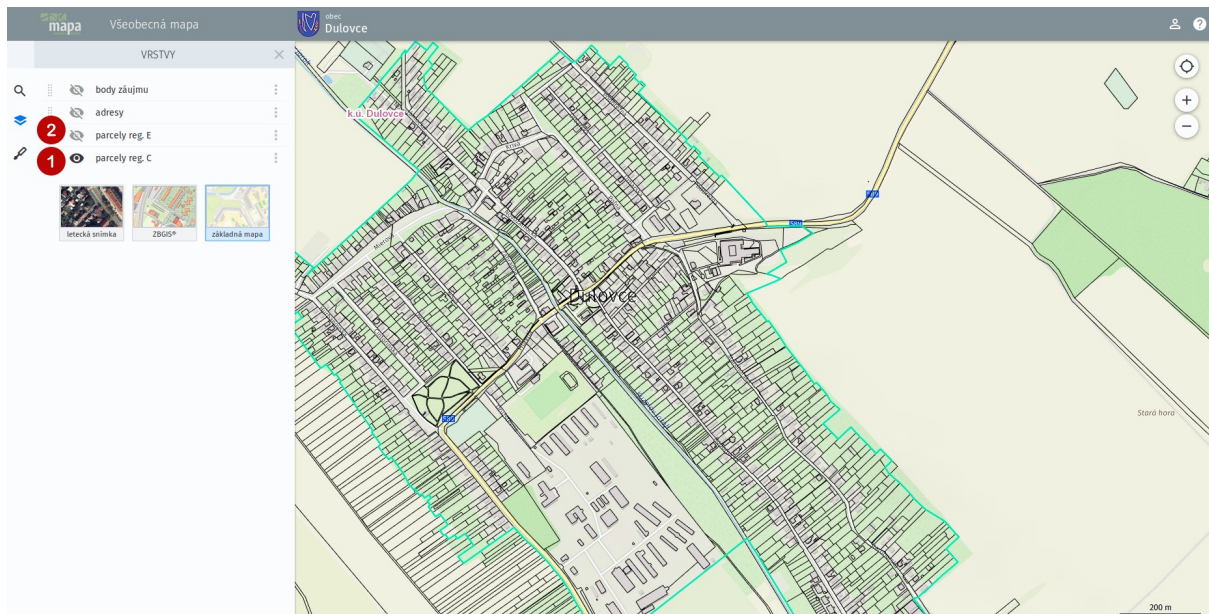 mapa
Všeobecná mapa
obec
Dulovce
VRSTVY
body záujmu
adresy
2
parcely reg. E
1
parcely reg. C
letecká snímka
ZBGIS®
základná mapa
k.ú. Dulovce
Krivá
Dulovce
Stará hora
200 m